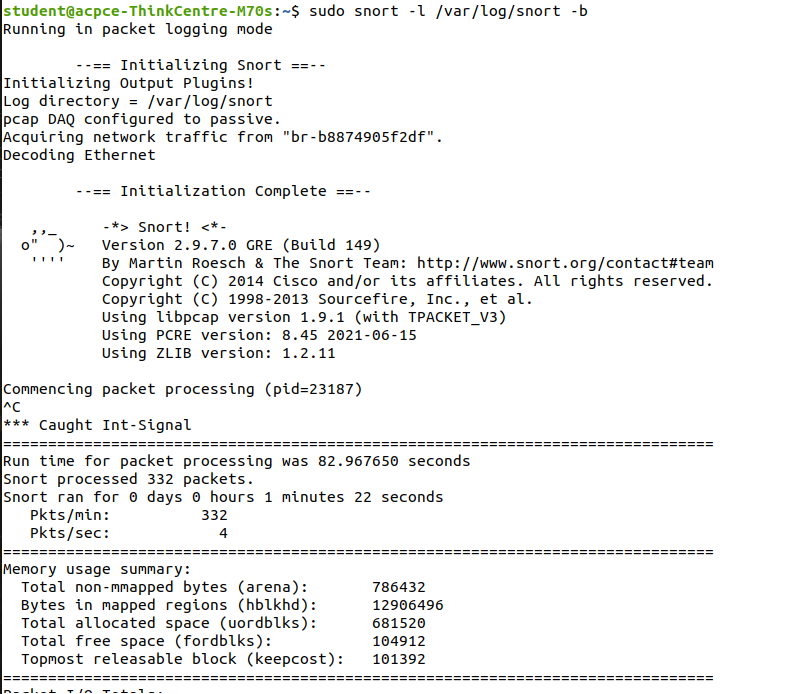 student@acpce-ThinkCentre-M70s:~$ sudo snort -l /var/log/snort -b
Running in packet logging mode
--== Initializing Snort ==--
Initializing Output Plugins!
Log directory = /var/log/snort
pcap DAQ configured to passive.
Acquiring network traffic from "br-b8874905f2df".
Decoding Ethernet
--== Initialization Complete ==--
   ,,_     -*> Snort! <*-
  o"  )~   Version 2.9.7.0 GRE (Build 149)
   ''''    By Martin Roesch & The Snort Team: http://www.snort.org/contact#team
           Copyright (C) 2014 Cisco and/or its affiliates. All rights reserved.
           Copyright (C) 1998-2013 Sourcefire, Inc., et al.
           Using libpcap version 1.9.1 (with TPACKET_V3)
           Using PCRE version: 8.45 2021-06-15
           Using ZLIB version: 1.2.11
Commencing packet processing (pid=23187)
^C
*** Caught Int-Signal
===============================================================================
Run time for packet processing was 82.967650 seconds
Snort processed 332 packets.
Snort ran for 0 days 0 hours 1 minutes 22 seconds
   Pkts/min:          332
   Pkts/sec:            4
===============================================================================
Memory usage summary:
  Total non-mmapped bytes (arena):       786432
  Bytes in mapped regions (hblkhd):      12906496
  Total allocated space (uordblks):      681520
  Total free space (fordblks):           104912
  Topmost releasable block (keepcost):   101392
===============================================================================
Packet I/O Totals: